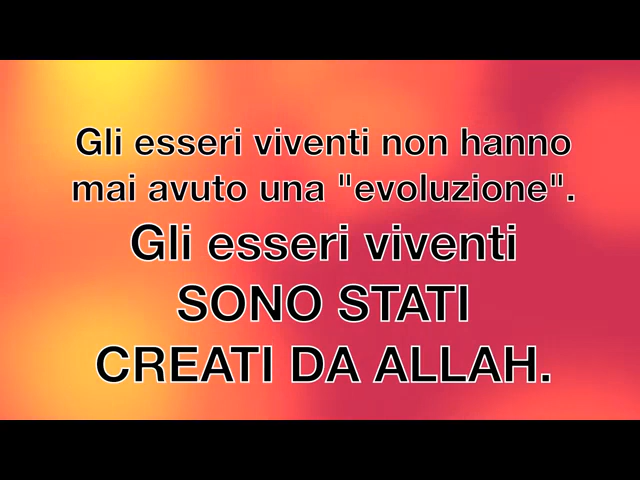 Gli esseri viventi non hanno
mai avuto una "evoluzione".
Gli esseri viventi
SONO STATI
CREATI DA ALLAH.